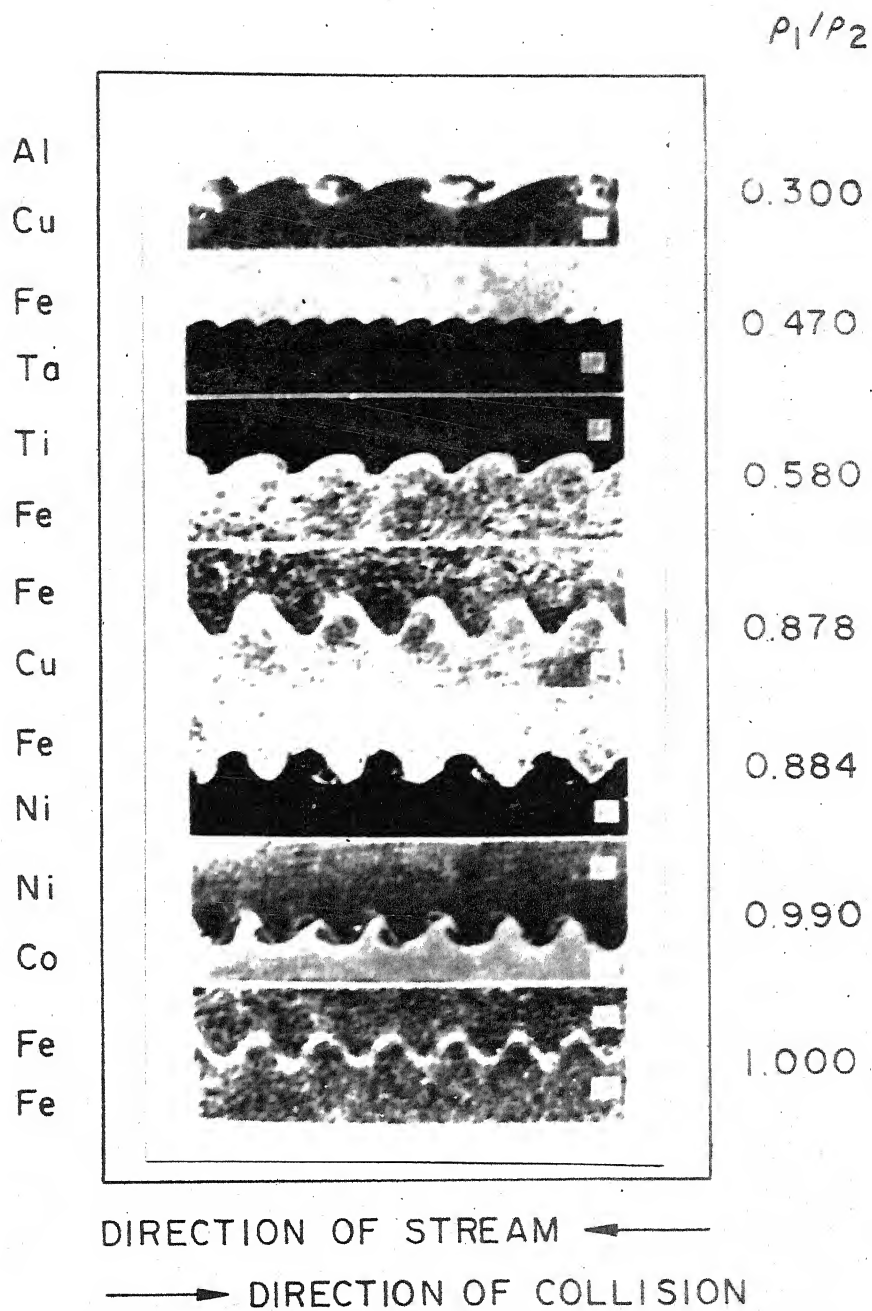 ρ1/ρ2
Al
0.300
Cu
Fe
0.470
Ta
Ti
0.580
Fe
Fe
0.878
Cu
Fe
0.884
Ni
Ni
0.990
Co
Fe
1.000
Fe
DIRECTION OF STREAM
DIRECTION OF COLLISION